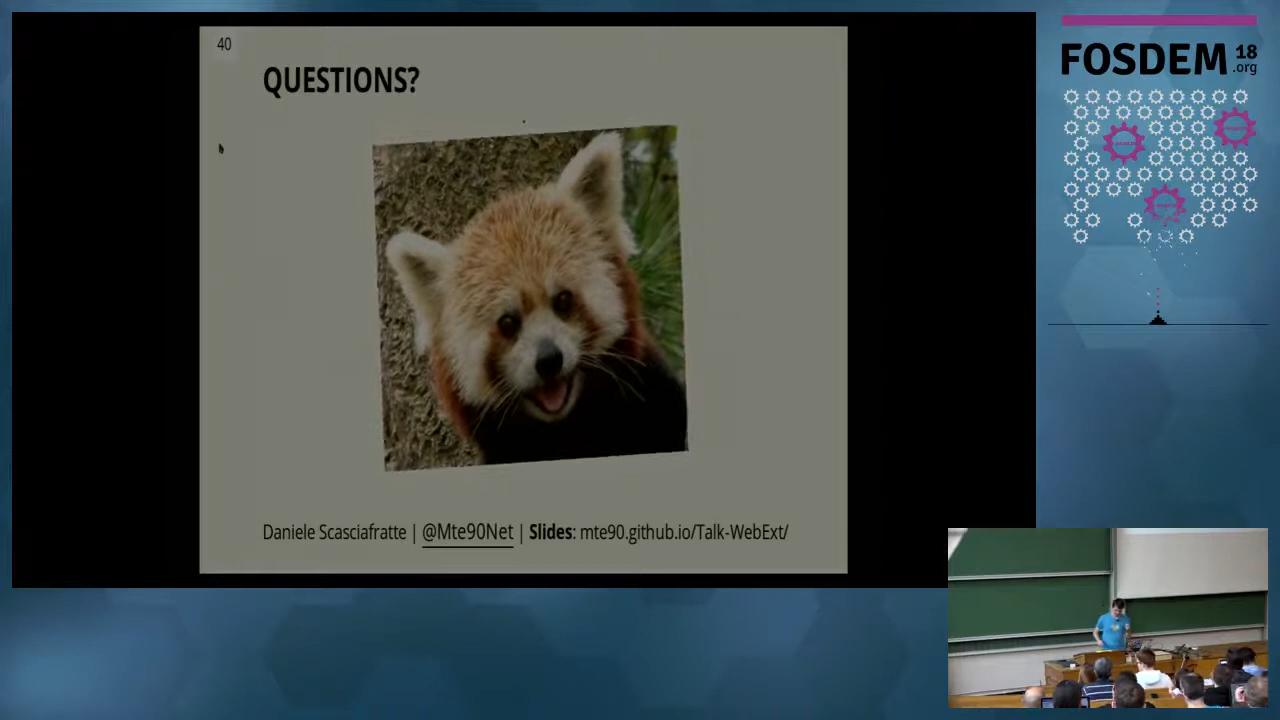 40
QUESTIONS?
Daniele Scasciafratte | @Mte90Net | Slides: mte90.github.io/Talk-WebExt/
FOSDEM 18
.org